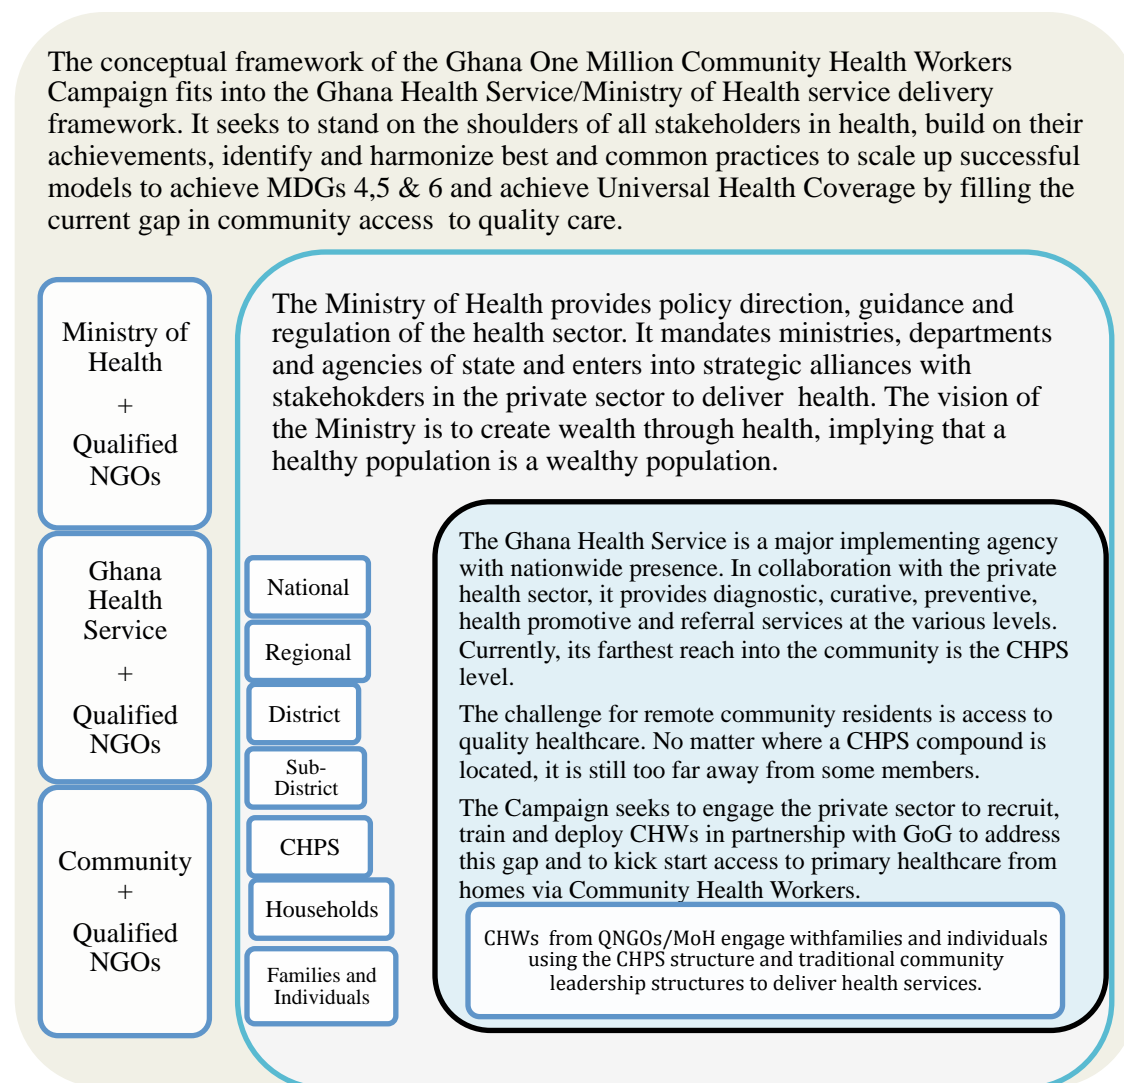 The conceptual framework of the Ghana One Million Community Health Workers
Campaign fits into the Ghana Health Service/Ministry of Health service delivery
framework. It seeks to stand on the shoulders of all stakeholders in health, build on their
achievements, identify and harmonize best and common practices to scale up successful
models to achieve MDGs 4,5 & 6 and achieve Universal Health Coverage by filling the
current gap in community access  to quality care.
Ministry of
Health
+
Qualified
NGOs
Ghana
Health
Service
+
Qualified
NGOs
Community
+
Qualified
NGOs
The Ministry of Health provides policy direction, guidance and
regulation of the health sector. It mandates ministries, departments
and agencies of state and enters into strategic alliances with
stakehokders in the private sector to deliver  health. The vision of
the Ministry is to create wealth through health, implying that a
healthy population is a wealthy population.
National
Regional
District
Sub-
District
CHPS
Households
Families and
Individuals
The Ghana Health Service is a major implementing agency
with nationwide presence. In collaboration with the private
health sector, it provides diagnostic, curative, preventive,
health promotive and referral services at the various levels.
Currently, its farthest reach into the community is the CHPS
level.
The challenge for remote community residents is access to
quality healthcare. No matter where a CHPS compound is
located, it is still too far away from some members.
The Campaign seeks to engage the private sector to recruit,
train and deploy CHWs in partnership with GoG to address
this gap and to kick start access to primary healthcare from
homes via Community Health Workers.
CHWs  from QNGOs/MoH engage withfamilies and individuals
using the CHPS structure and traditional community
leadership structures to deliver health services.